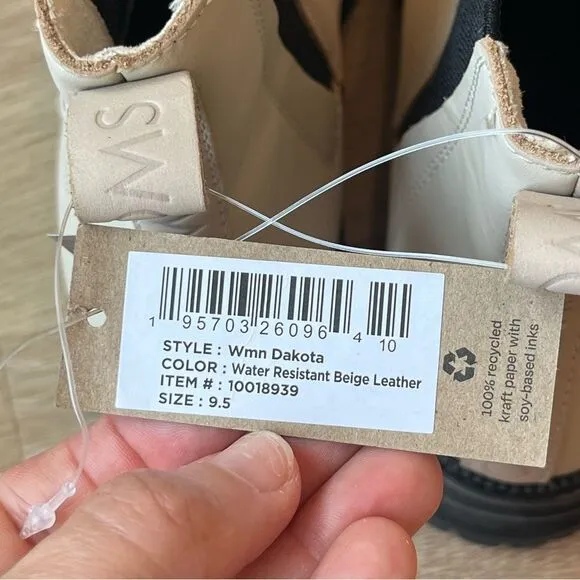 OMS
1 95703 26096 4 10
STYLE : Wmn Dakota
COLOR : Water Resistant Beige Leather
ITEM # : 10018939
SIZE : 9.5
100% recycled
kraft paper with
soy-based inks